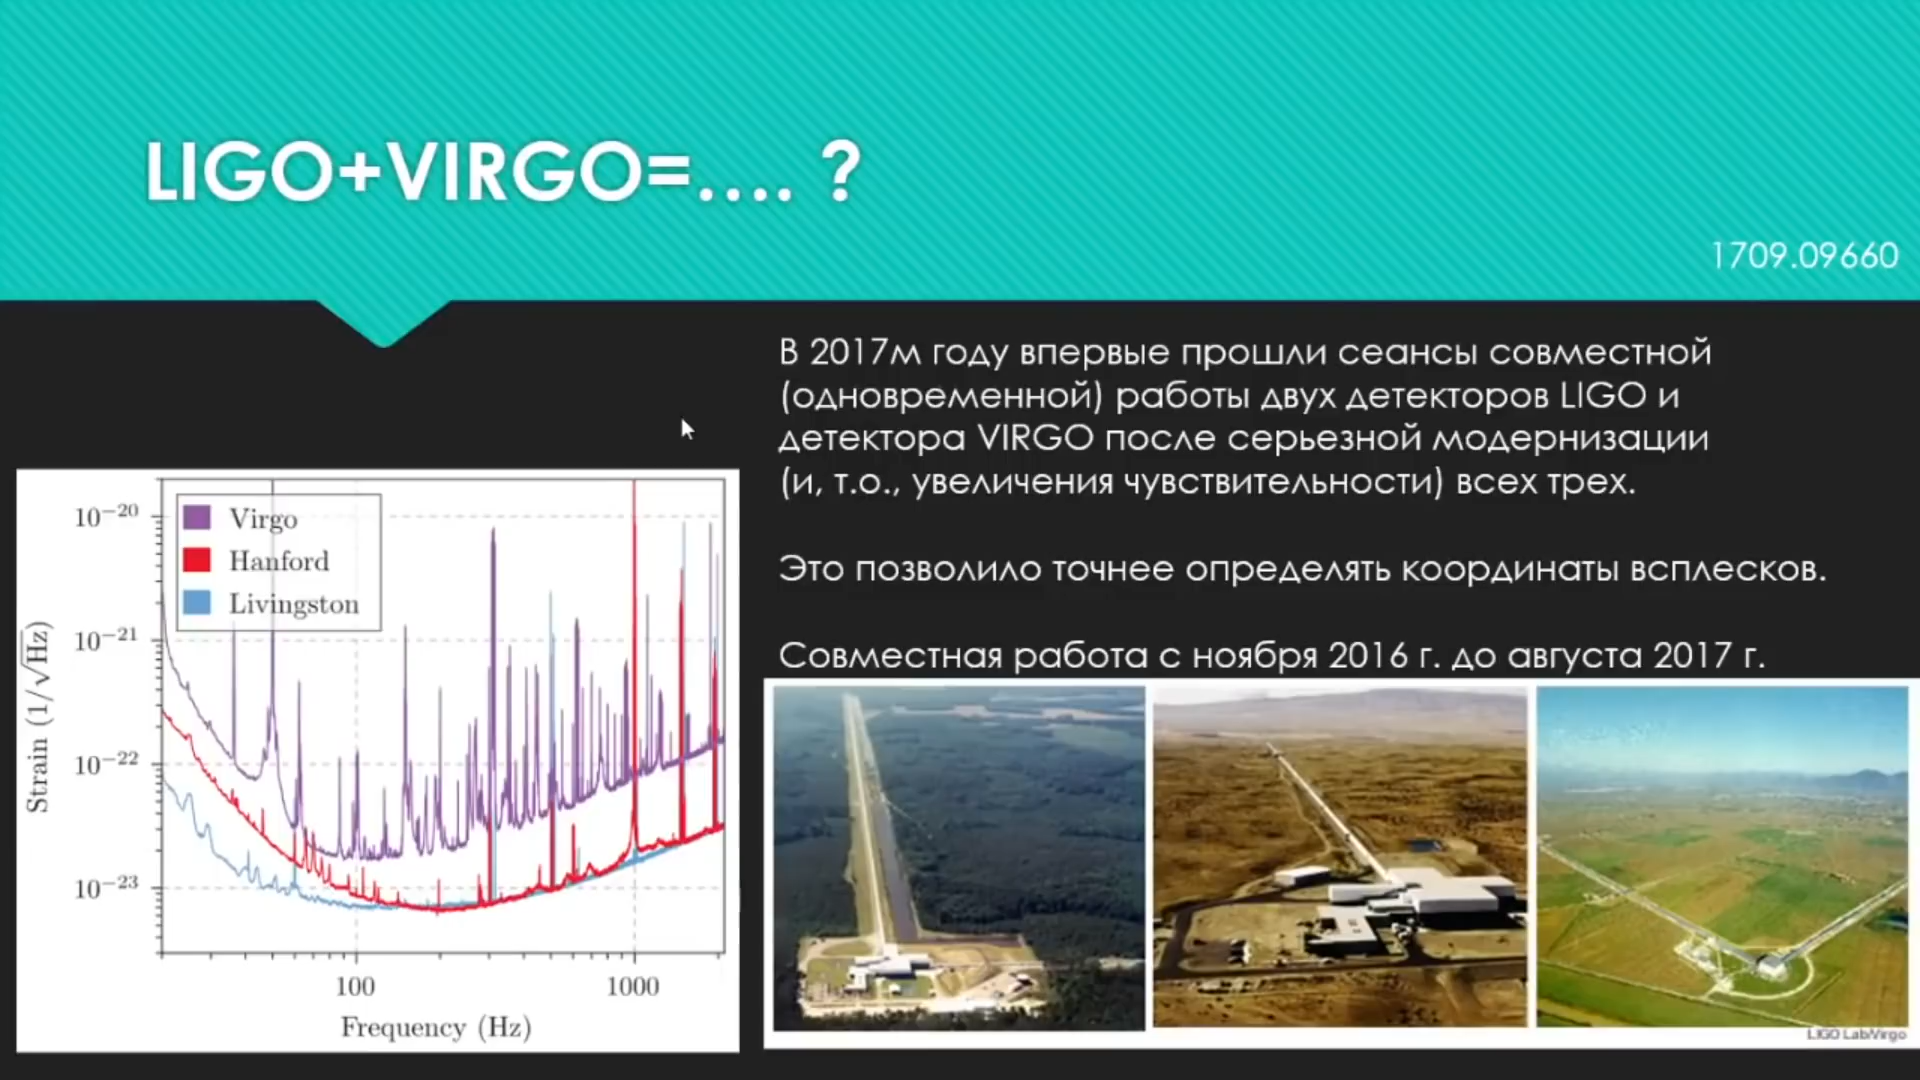 LIGO+VIRGO=.... ?
1709.09660
В 2017м году впервые прошли сеансы совместной
(одновременной) работы двух детекторов LIGO и
детектора VIRGO после серьезной модернизации
(и, т.о., увеличения чувствительности) всех трех.
Это позволило точнее определять координаты всплесков.
Совместная работа с ноября 2016 г. до августа 2017 г.
Virgo
Hanford
Livingston
10⁻²⁰
10⁻²¹
10⁻²²
10⁻²³
Strain (1/√Hz)
100 1000
Frequency (Hz)
LIGO Lab/Virgo